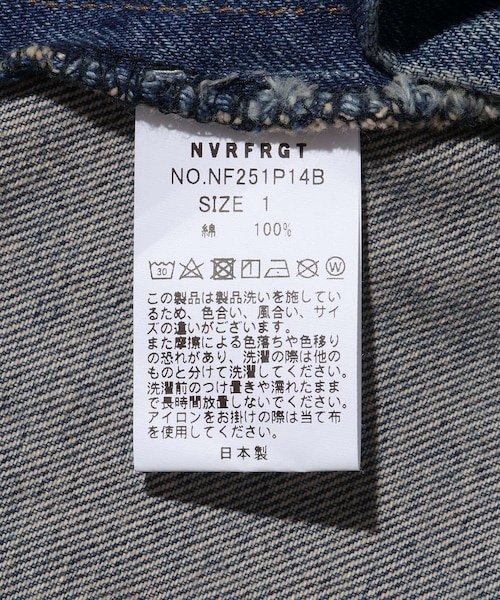 NVRFRGT
NO.NF251P14B
SIZE 1
綿 100%
30 W
この製品は製品洗いを施してい
るため、色合い、風合い、サイ
ズの違いがございます。
また摩擦による色落ちや色移り
の恐れがあり、洗濯の際は他の
ものと分けて洗濯してください。
洗濯前のつけ置きや濡れたまま
で長時間放置しないでください。
アイロンをお掛けの際は当て布
を使用してください。
日本製